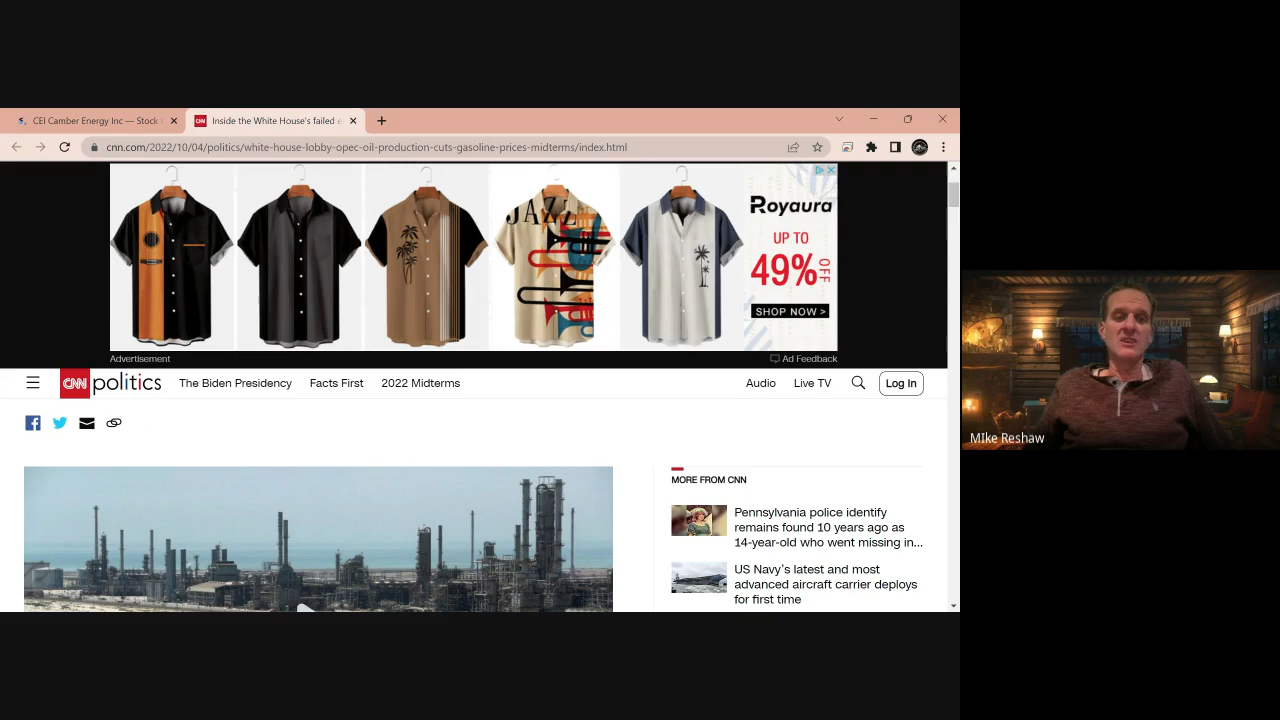 CEI Camber Energy Inc — Stock
Inside the White House's failed e
cnn.com/2022/10/04/politics/white-house-lobby-opec-oil-production-cuts-gasoline-prices-midterms/index.html
JAZZ
Royaura
UP TO
49% OFF
SHOP NOW >
Advertisement
Ad Feedback
CNN politics
The Biden Presidency
Facts First
2022 Midterms
Audio
Live TV
Log In
MORE FROM CNN
Pennsylvania police identify
remains found 10 years ago as
14-year-old who went missing in...
US Navy's latest and most
advanced aircraft carrier deploys
for first time
MIke Reshaw